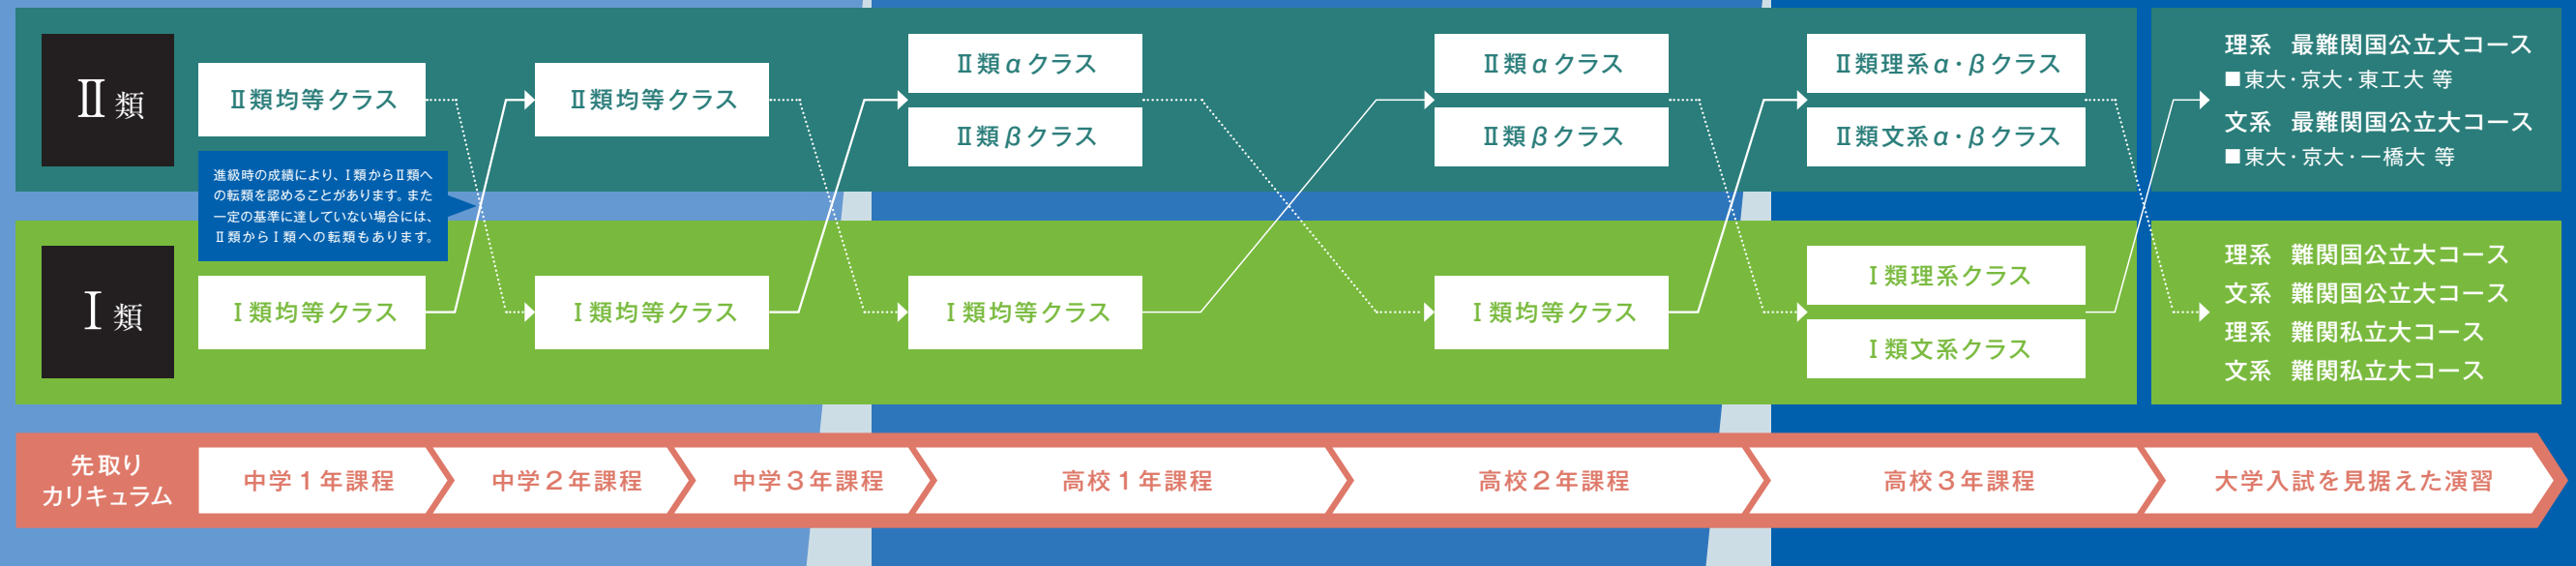 Ⅱ類
Ⅱ類均等クラス
Ⅱ類均等クラス
Ⅱ類αクラス
Ⅱ類βクラス
Ⅱ類αクラス
Ⅱ類βクラス
Ⅱ類理系α・βクラス
Ⅱ類文系α・βクラス
理系 最難関国公立大コース
■東大・京大・東工大 等
文系 最難関国公立大コース
■東大・京大・一橋大 等
進級時の成績により、Ⅰ類からⅡ類へ
の転類を認めることがあります。また
一定の基準に達していない場合には、
Ⅱ類からⅠ類への転類もあります。
Ⅰ類
Ⅰ類均等クラス
Ⅰ類均等クラス
Ⅰ類均等クラス
Ⅰ類均等クラス
Ⅰ類理系クラス
Ⅰ類文系クラス
理系 難関国公立大コース
文系 難関国公立大コース
理系 難関私立大コース
文系 難関私立大コース
先取り
カリキュラム
中学1年課程
中学2年課程
中学3年課程
高校1年課程
高校2年課程
高校3年課程
大学入試を見据えた演習